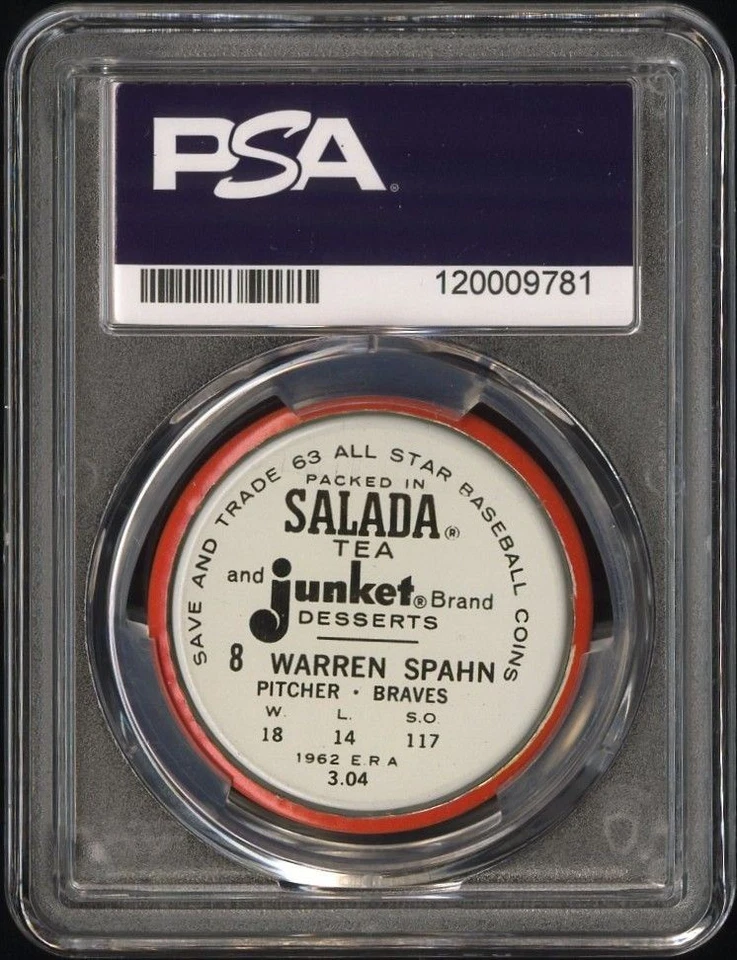 PSA®
120009781
SAVE AND TRADE '63 ALL STAR BASEBALL COINS
PACKED IN
SALADA®
TEA
and junket® Brand
DESSERTS
8 WARREN SPAHN
PITCHER · BRAVES
W. L. S.O.
18 14 117
1962 E.R.A
3.04